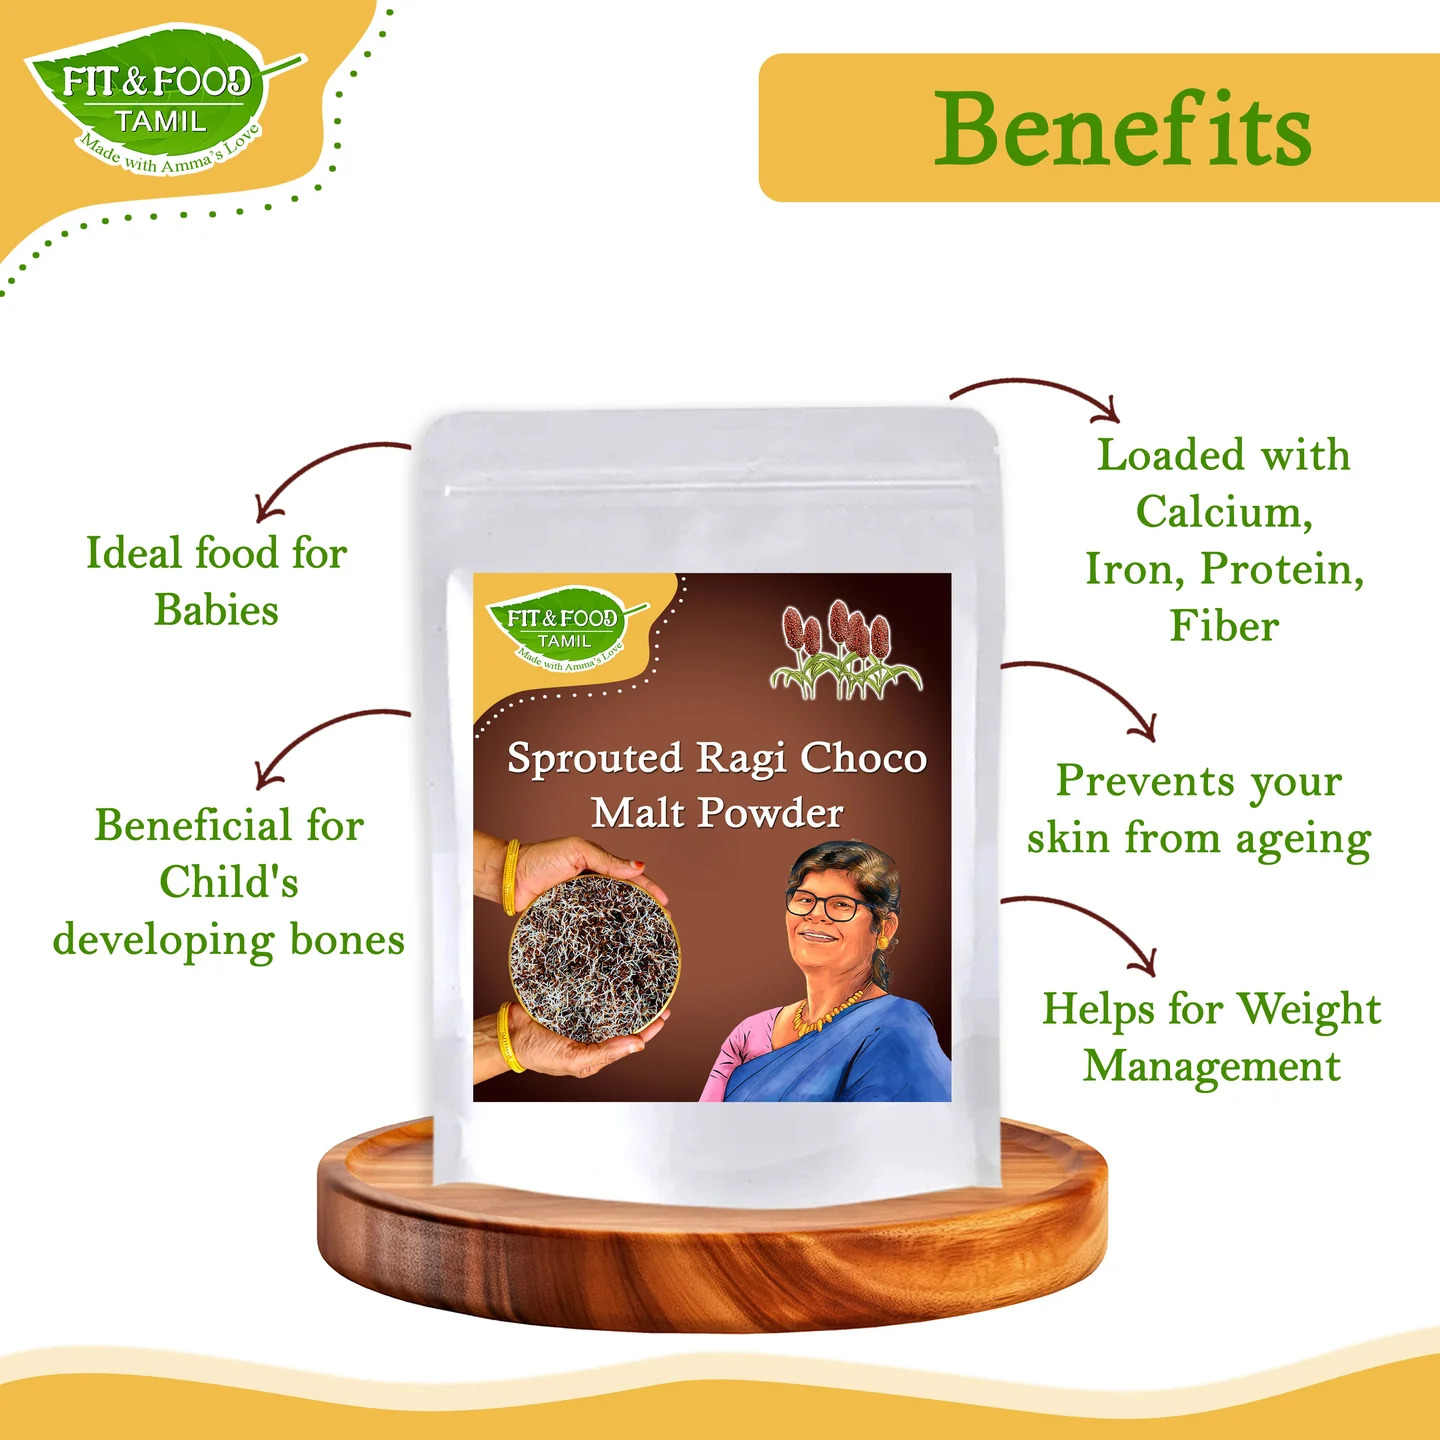 FIT & FOOD
TAMIL
Made with Amma's Love
Benefits
Ideal food for
Babies
Beneficial for
Child's
developing bones
Loaded with
Calcium,
Iron, Protein,
Fiber
Prevents your
skin from ageing
Helps for Weight
Management
FIT & FOOD
TAMIL
Made with Amma's Love
Sprouted Ragi Choco
Malt Powder